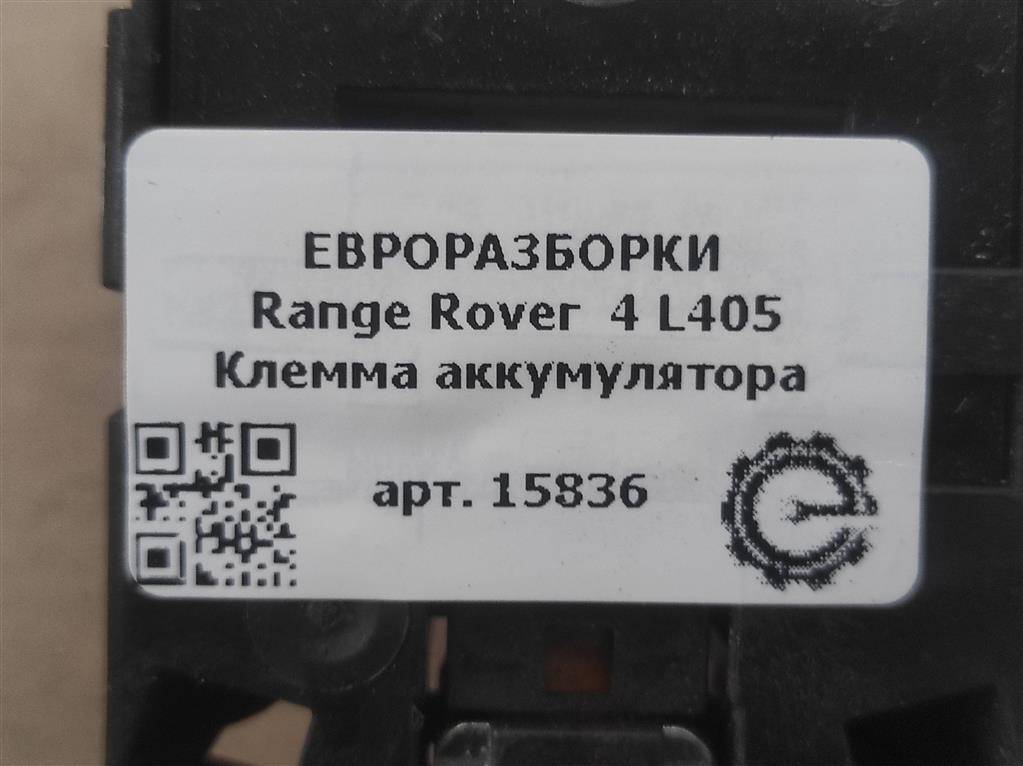 ЕВРОРАЗБОРКИ
Range Rover 4 L405
Клемма аккумулятора
арт. 15836